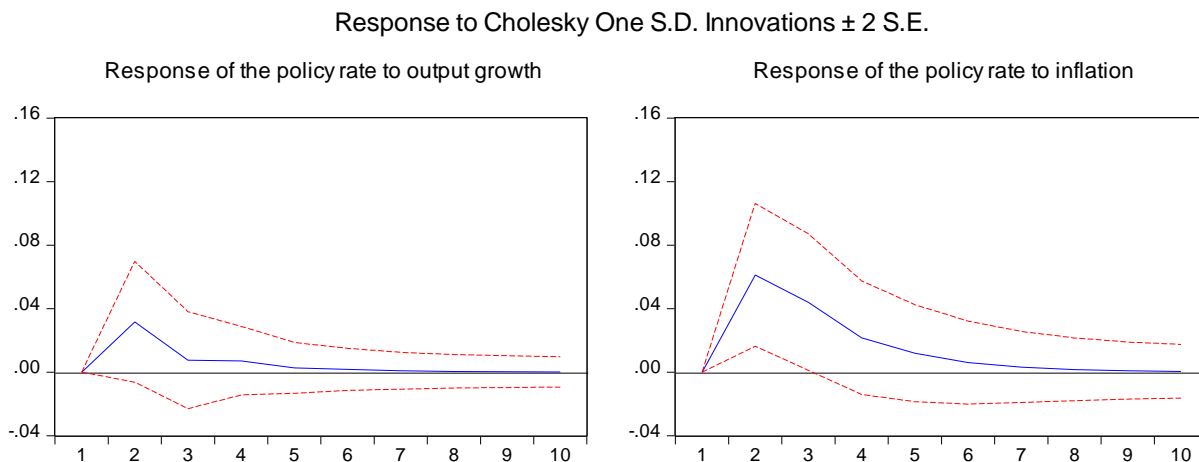 Response to Cholesky One S.D. Innovations ± 2 S.E.
Response of the policy rate to output growth
.16
.12
.08
.04
.00
-.04
1 2 3 4 5 6 7 8 9 10
Response of the policy rate to inflation
.16
.12
.08
.04
.00
-.04
1 2 3 4 5 6 7 8 9 10